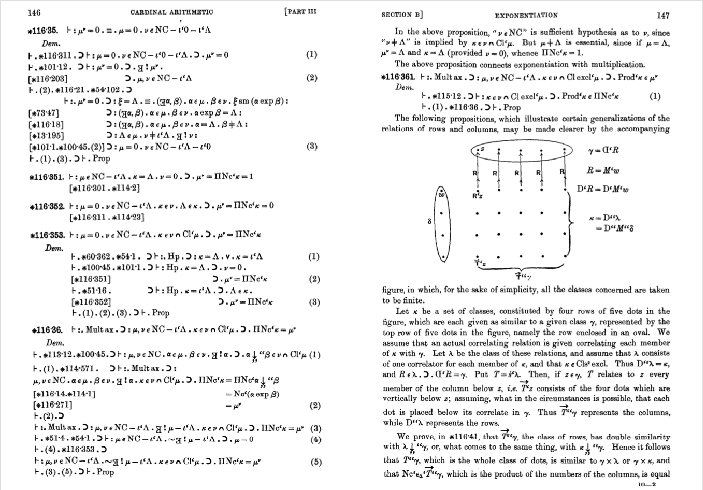 146 CARDINAL ARITHMETIC [PART III
*116·35. ⊢ : μ^ν = 0 . ≡ . μ = 0 . ν ∈ NC − ι‘0 − ι‘Λ
Dem.
⊢ . *116·311 . ⊃ ⊢ : μ = 0 . ν ∈ NC − ι‘0 − ι‘Λ . ⊃ . μ^ν = 0 (1)
⊢ . *101·12 . ⊃ ⊢ : μ^ν = 0 . ⊃ . ∃ ! μ^ν .
[*116·203] ⊃ . μ, ν ∈ NC − ι‘Λ (2)
⊢ . (2) . *116·21 . *54·102 . ⊃
⊢ :. μ^ν = 0 . ⊃ : ξ = Λ . ≡ . (∃α, β) . α ∈ μ . β ∈ ν . ξ sm (α exp β) :
[*73·47] ⊃ : (∃α, β) . α ∈ μ . β ∈ ν . α exp β = Λ :
[*116·18] ⊃ : (∃α, β) . α ∈ μ . β ∈ ν . α = Λ . β ≠ Λ :
[*13·195] ⊃ : Λ ∈ μ . ν ≠ ι‘Λ . ∃ ! ν :
[*101·1.*100·45.(2)] ⊃ : μ = 0 . ν ∈ NC − ι‘Λ − ι‘0 (3)
⊢ . (1) . (3) . ⊃ ⊢ . Prop
*116·351. ⊢ : μ ∈ NC − ι‘Λ . κ = Λ . ν = 0 . ⊃ . μ^ν = ΠNc‘κ = 1
[*116·301 . *114·2]
*116·352. ⊢ : μ = 0 . ν ∈ NC − ι‘0 . κ ∈ ν . Λ ∈ κ . ⊃ . μ^ν = ΠNc‘κ = 0
[*116·311 . *114·23]
*116·353. ⊢ : μ = 0 . ν ∈ NC . κ ∈ ν ∩ Cl‘μ . ⊃ . μ^ν = ΠNc‘κ
Dem.
⊢ . *60·362 . *54·1 . ⊃ ⊢ :. Hp . ⊃ : κ = Λ . ∨ . κ = ι‘Λ (1)
⊢ . *100·45 . *101·1 . ⊃ ⊢ : Hp . κ = Λ . ⊃ . ν = 0 .
[*116·351] ⊃ . μ^ν = ΠNc‘κ (2)
⊢ . *51·16 . ⊃ ⊢ : Hp . κ = ι‘Λ . ⊃ . Λ ∈ κ .
[*116·352] ⊃ . μ^ν = ΠNc‘κ (3)
⊢ . (1) . (2) . (3) . ⊃ ⊢ . Prop
*116·36. ⊢ :. Mult ax . ⊃ : μ, ν ∈ NC − ι‘Λ . κ ∈ ν ∩ Cl‘μ . ⊃ . ΠNc‘κ = μ^ν
Dem.
⊢ . *113·12 . *100·45 . ⊃ ⊢ : μ, ν ∈ NC . α ∈ μ . β ∈ ν . ∃ ! α . ⊃ . α ↓ “β ∈ ν ∩ Cl‘μ (1)
⊢ . (1) . *114·571 . ⊃ ⊢ :. Mult ax . ⊃ :
μ, ν ∈ NC . α ∈ μ . β ∈ ν . ∃ ! α . κ ∈ ν ∩ Cl‘μ . ⊃ . ΠNc‘κ = ΠNc‘α ↓ “β
[*116·1.*114·1] = Nc‘(α exp β)
[*116·271] = μ^ν (2)
⊢ . (2) . ⊃
⊢ :. Mult ax . ⊃ : μ, ν ∈ NC − ι‘Λ . ∃ ! μ − ι‘Λ . κ ∈ ν ∩ Cl‘μ . ⊃ . ΠNc‘κ = μ^ν (3)
⊢ . *51·4 . *54·1 . ⊃ ⊢ : μ ∈ NC − ι‘Λ . ∼∃ ! μ − ι‘Λ . ⊃ . μ = 0 (4)
⊢ . (4) . *116·353 . ⊃
⊢ : μ, ν ∈ NC − ι‘Λ . ∼∃ ! μ − ι‘Λ . κ ∈ ν ∩ Cl‘μ . ⊃ . ΠNc‘κ = μ^ν (5)
⊢ . (3) . (5) . ⊃ ⊢ . Prop
SECTION B] EXPONENTIATION 147
In the above proposition, “ν ∈ NC” is sufficient hypothesis as to ν, since
“ν ≠ Λ” is implied by κ ∈ ν ∩ Cl‘μ. But μ ≠ Λ is essential, since if μ = Λ,
μ^ν = Λ and κ = Λ (provided ν = 0), whence ΠNc‘κ = 1.
The above proposition connects exponentiation with multiplication.
*116·361. ⊢ :. Mult ax . ⊃ : μ, ν ∈ NC − ι‘Λ . κ ∈ ν ∩ Cl excl‘μ . ⊃ . Prod‘κ ∈ μ^ν
Dem.
⊢ . *115·12 . ⊃ ⊢ : κ ∈ ν ∩ Cl excl‘μ . ⊃ . Prod‘κ ∈ ΠNc‘κ (1)
⊢ . (1) . *116·36 . ⊃ ⊢ . Prop
The following propositions, which illustrate certain generalizations of the
relations of rows and columns, may be made clearer by the accompanying
z
γ = ꓷ‘R
R R R R R
R = M‘w
w R‘z
D‘R = D‘M‘w
δ
κ = D“λ
= D“M“δ
T‘z
T“γ
figure, in which, for the sake of simplicity, all the classes concerned are taken
to be finite.
Let κ be a set of classes, constituted by four rows of five dots in the
figure, which are each given as similar to a given class γ, represented by the
top row of five dots in the figure, namely the row enclosed in an oval. We
assume that an actual correlating relation is given correlating each member
of κ with γ. Let λ be the class of these relations, and assume that λ consists
of one correlator for each member of κ, and that κ ∈ Cls² excl. Thus D“λ = κ,
and R ∈ λ . ⊃ . ꓷ‘R = γ. Put T = ṡ‘λ. Then, if z ∈ γ, T relates to z every
member of the column below z, i.e. T‘z consists of the four dots which are
vertically below z; assuming, what in the circumstances is possible, that each
dot is placed below its correlate in γ. Thus T“γ represents the columns,
while D“λ represents the rows.
We prove, in *116·41, that T“γ, the class of rows, has double similarity
with λ ↓ “γ, or, what comes to the same thing, with κ ↓ “γ. Hence it follows
that T“γ, which is the whole class of dots, is similar to γ × λ or γ × κ, and
that Nc‘ε_Δ‘T“γ, which is the product of the numbers of the columns, is equal
10—2